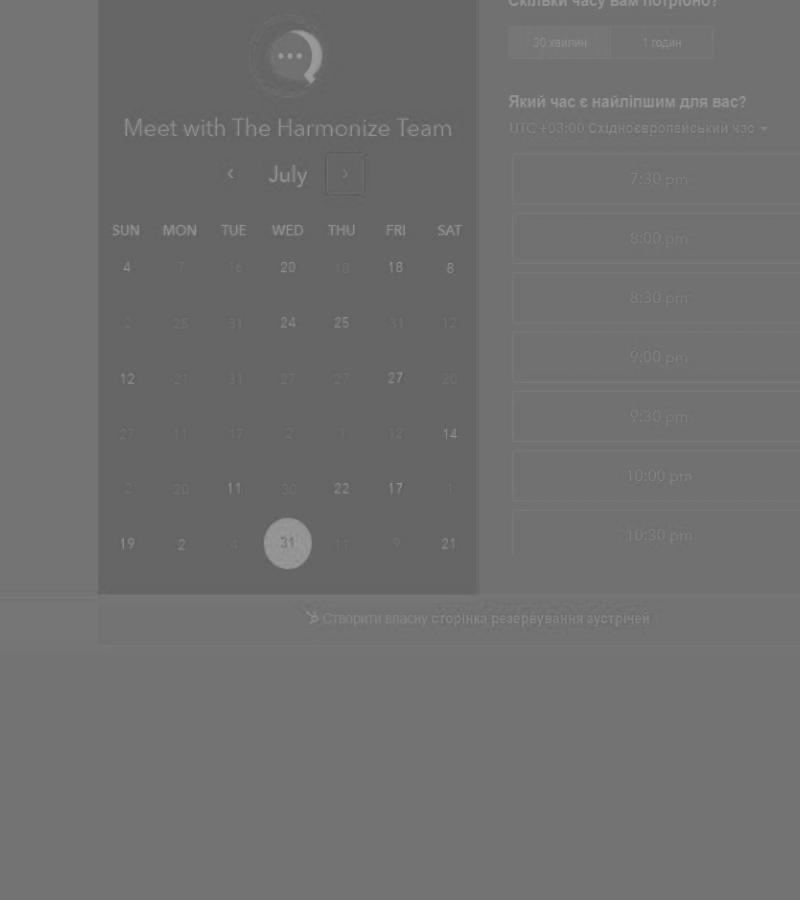 Скільки часу вам потрібно?
30 хвилин 1 годин
Який час є найліпшим для вас?
UTC +03:00 Східноєвропейський час
Meet with The Harmonize Team
July
SUN MON TUE WED THU FRI SAT
4 7 16 20 18 18 8
2 25 31 24 25 31 12
12 21 31 27 27 27 20
27 11 17 2 1 12 14
2 20 11 30 22 17 1
19 2 4 31 11 9 21
7:30 pm
8:00 pm
8:30 pm
9:00 pm
9:30 pm
10:00 pm
10:30 pm
Створити власну сторінка резервування зустрічей